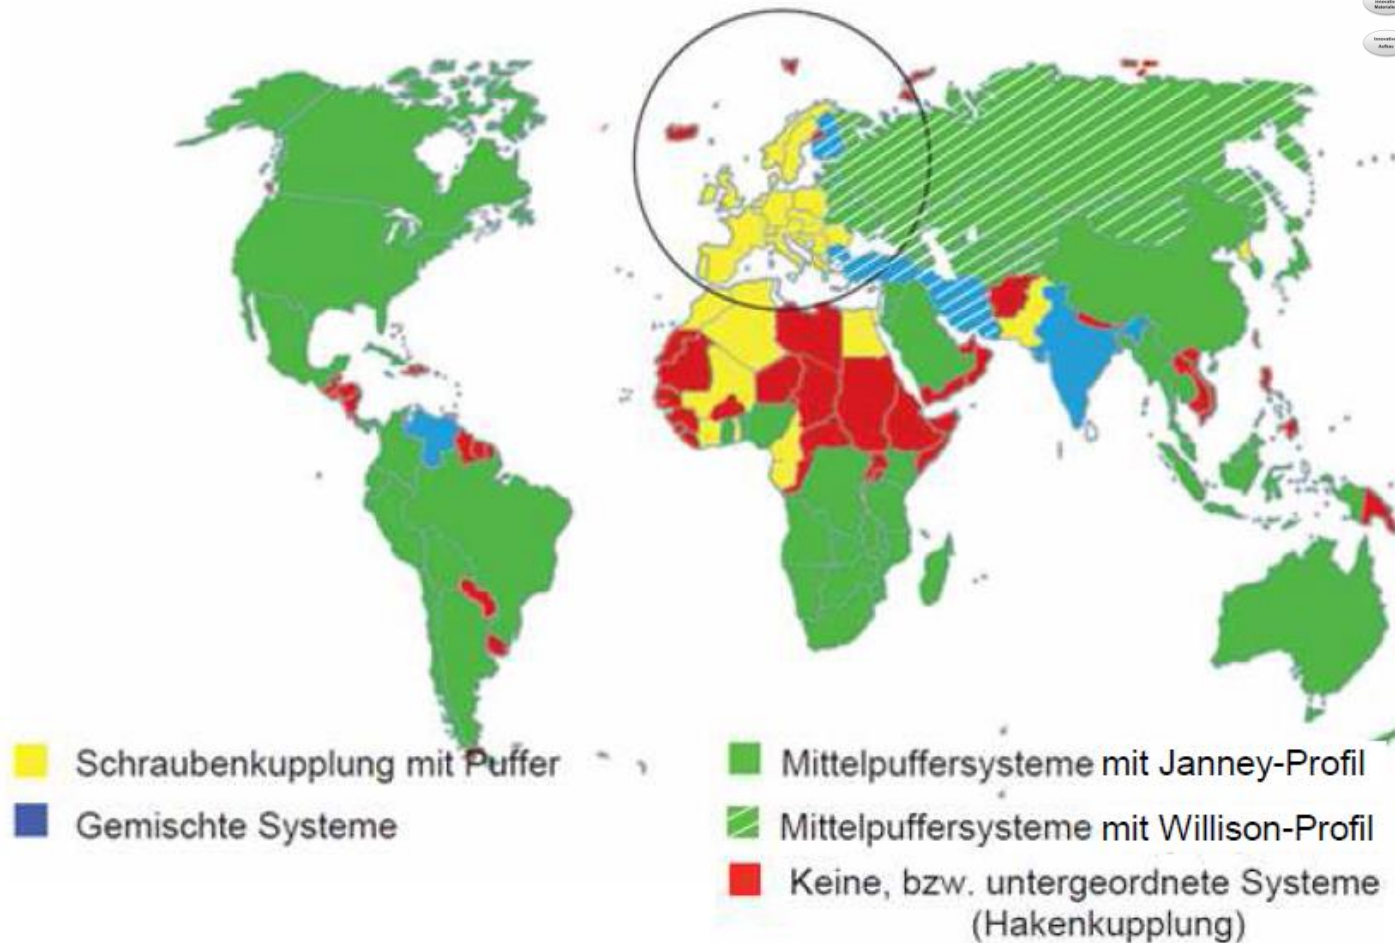 Schraubenkupplung mit Puffer
Gemischte Systeme
Mittelpuffersysteme mit Janney-Profil
Mittelpuffersysteme mit Willison-Profil
Keine, bzw. untergeordnete Systeme
(Hakenkupplung)